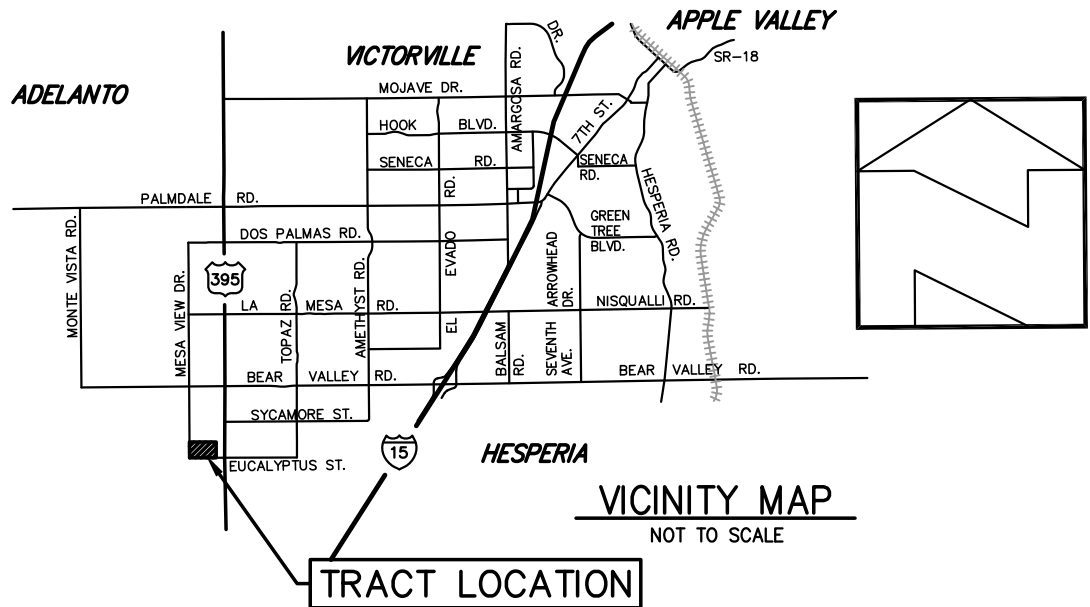 APPLE VALLEY
VICTORVILLE
ADELANTO
DR.
SR-18
MOJAVE DR.
AMARGOSA RD.
7TH ST.
HOOK BLVD.
SENECA RD.
SENECA
RD.
PALMDALE RD.
RD.
HESPERIA RD.
GREEN
TREE
BLVD.
DOS PALMAS RD.
MONTE VISTA RD.
MESA VIEW DR.
395
TOPAZ RD.
AMETHYST RD.
EVADO
ARROWHEAD
DR.
LA MESA RD.
NISQUALLI RD.
EL
BALSAM
RD.
SEVENTH
AVE.
BEAR VALLEY RD.
BEAR VALLEY RD.
SYCAMORE ST.
15
HESPERIA
EUCALYPTUS ST.
VICINITY MAP
NOT TO SCALE
TRACT LOCATION